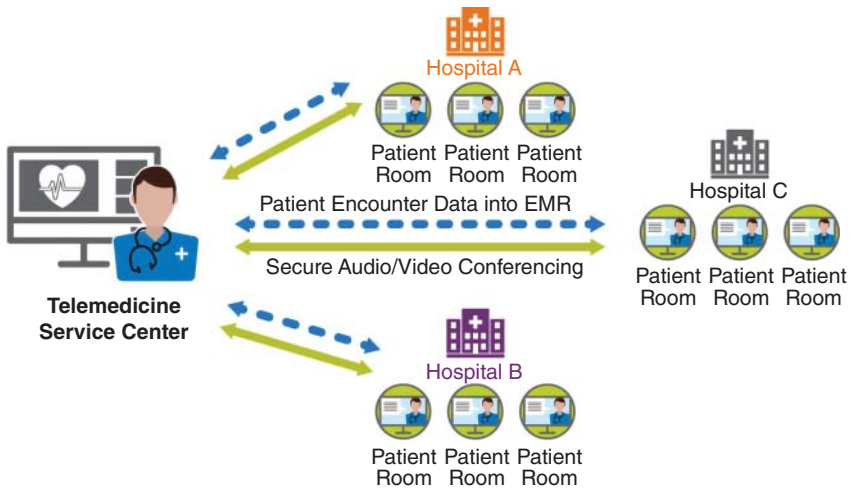 Hospital A
Patient Patient Patient
Room Room Room
Hospital C
Patient Encounter Data into EMR
Secure Audio/Video Conferencing
Patient Patient Patient
Room Room Room
Telemedicine
Service Center
Hospital B
Patient Patient Patient
Room Room Room